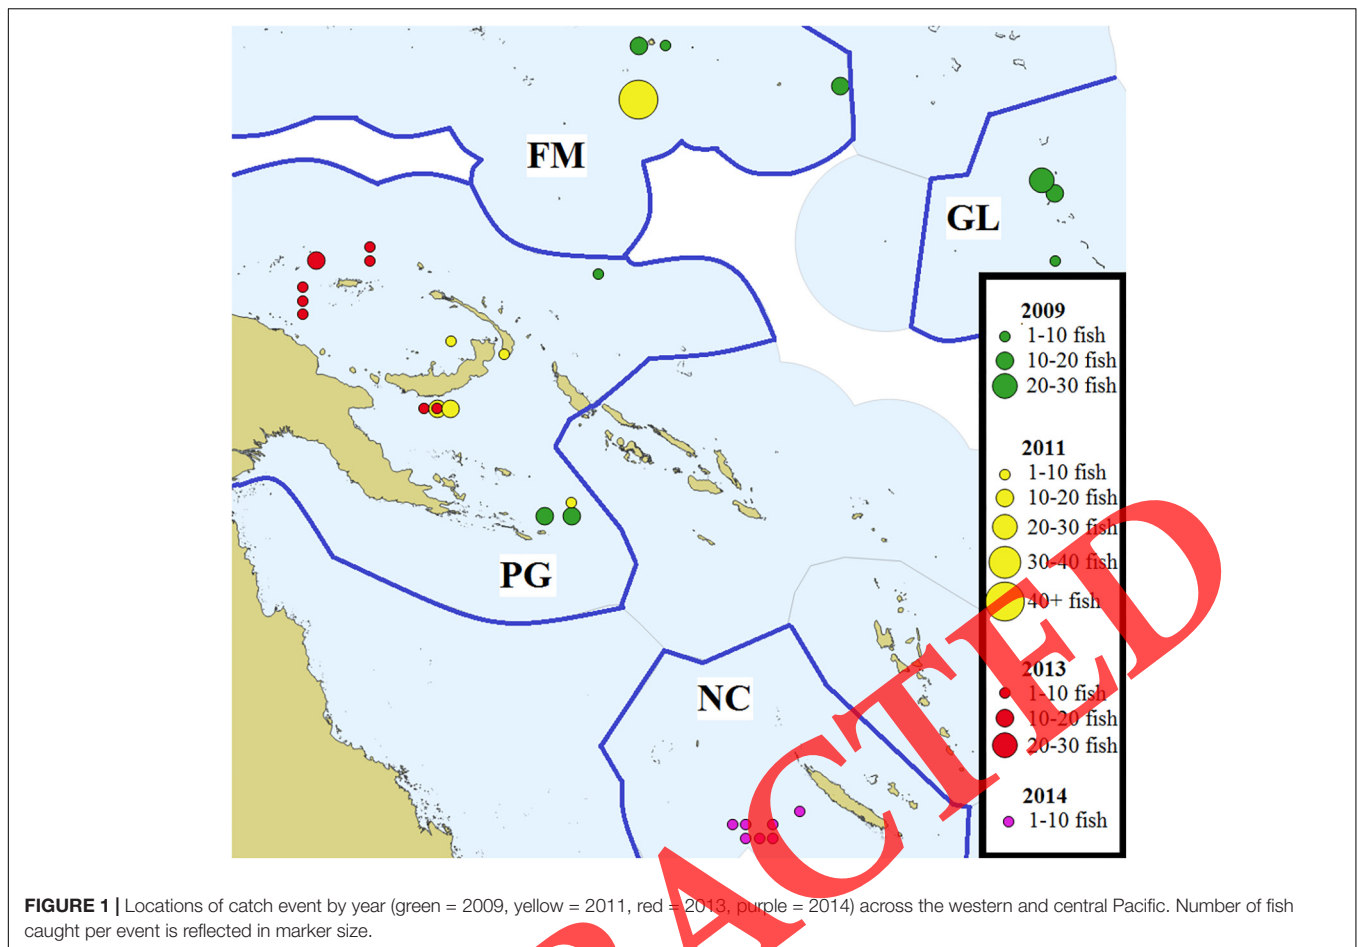 FM
GL
PG
NC
2009
1-10 fish
10-20 fish
20-30 fish
2011
1-10 fish
10-20 fish
20-30 fish
30-40 fish
40+ fish
2013
1-10 fish
10-20 fish
20-30 fish
2014
1-10 fish
RACTED
FIGURE 1 | Locations of catch event by year (green = 2009, yellow = 2011, red = 2013, purple = 2014) across the western and central Pacific. Number of fish
caught per event is reflected in marker size.